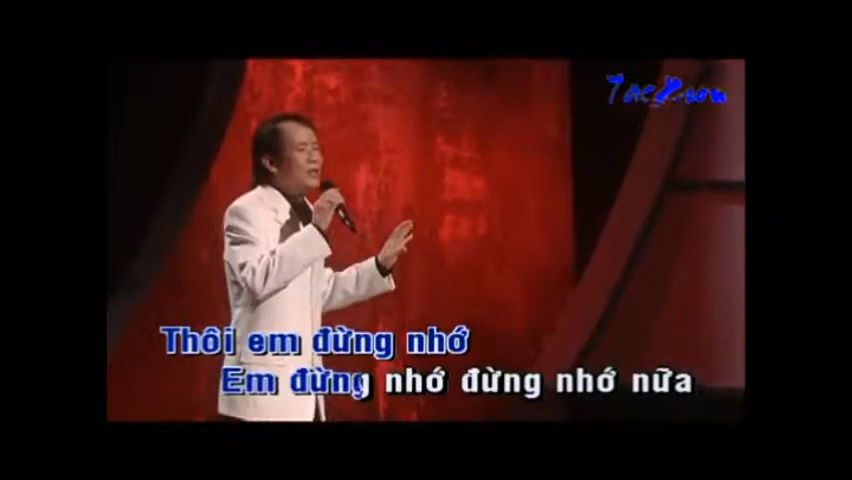 Thôi em đừng nhớ
Em đừng nhớ đừng nhớ nữa